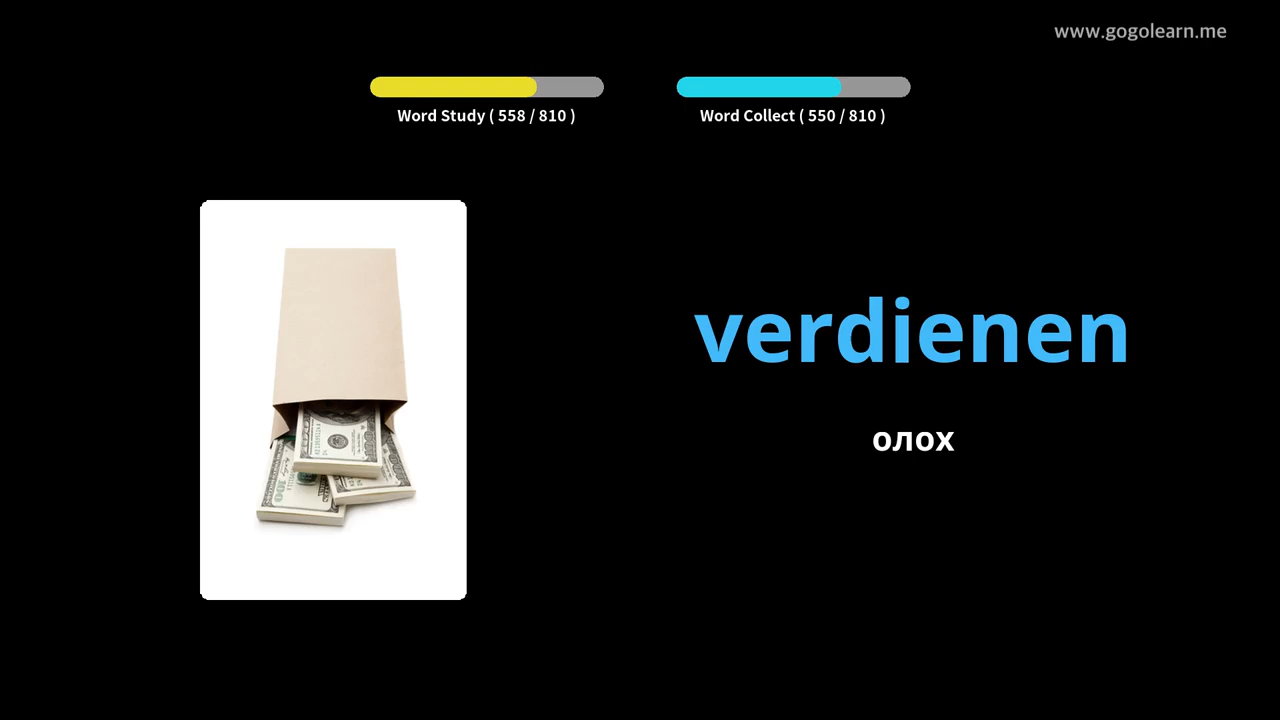 www.gogolearn.me
Word Study ( 558 / 810 )
Word Collect ( 550 / 810 )
verdienen
олох